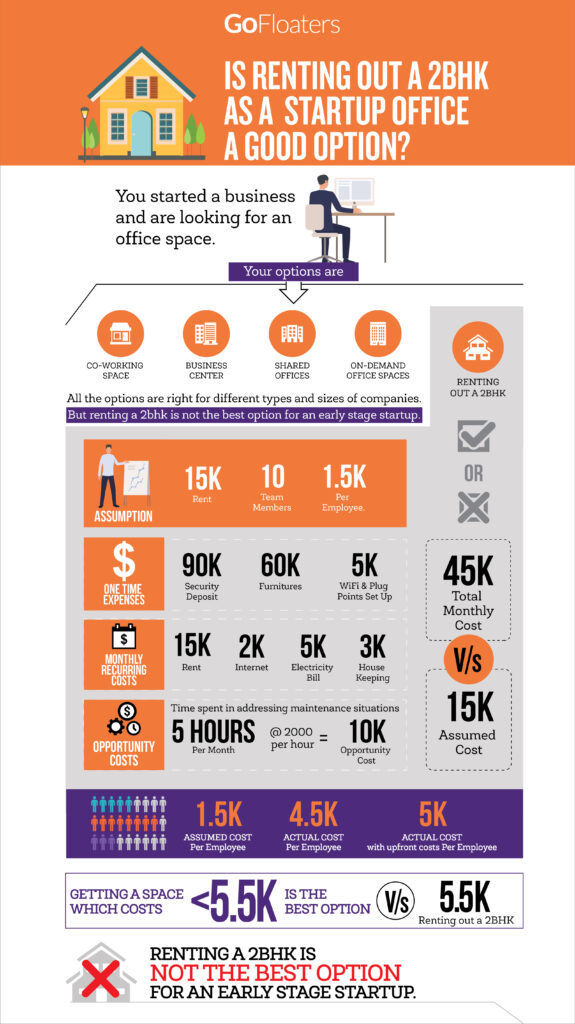 GoFloaters
IS RENTING OUT A 2BHK
AS A STARTUP OFFICE
A GOOD OPTION?
You started a business
and are looking for an
office space.
Your options are
CO-WORKING
SPACE
BUSINESS
CENTER
SHARED
OFFICES
ON-DEMAND
OFFICE SPACES
RENTING
OUT A 2BHK
All the options are right for different types and sizes of companies.
But renting a 2bhk is not the best option for an early stage startup.
OR
ASSUMPTION
15K
Rent
10
Team
Members
1.5K
Per
Employee.
$
ONE TIME
EXPENSES
90K
Security
Deposit
60K
Furnitures
5K
WiFi & Plug
Points Set Up
45K
Total
Monthly
Cost
$
MONTHLY
RECURRING
COSTS
15K
Rent
2K
Internet
5K
Electricity
Bill
3K
House
Keeping
V/s
15K
Assumed
Cost
$
OPPORTUNITY
COSTS
Time spent in addressing maintenance situations
5 HOURS
Per Month
@ 2000
per hour
=
10K
Opportunity
Cost
1.5K
ASSUMED COST
Per Employee
4.5K
ACTUAL COST
Per Employee
5K
ACTUAL COST
with upfront costs Per Employee
GETTING A SPACE
WHICH COSTS
<5.5K
IS THE
BEST OPTION
V/s
5.5K
Renting out a 2BHK
RENTING A 2BHK IS
NOT THE BEST OPTION
FOR AN EARLY STAGE STARTUP.